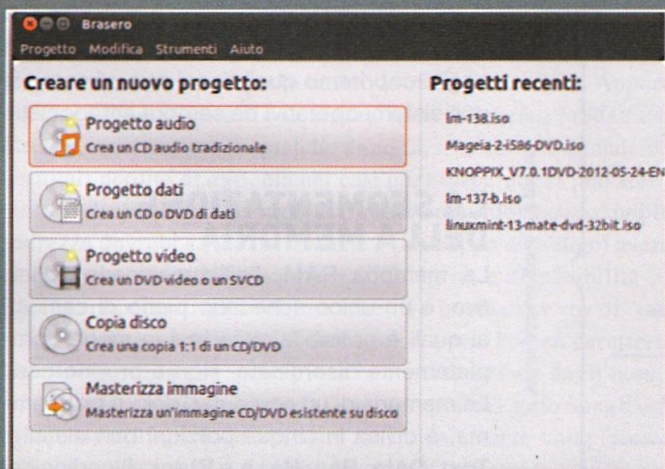 Brasero
Progetto Modifica Strumenti Aiuto
Creare un nuovo progetto:
Progetto audio
Crea un CD audio tradizionale
Progetto dati
Crea un CD o DVD di dati
Progetto video
Crea un DVD video o un SVCD
Copia disco
Crea una copia 1:1 di un CD/DVD
Masterizza immagine
Masterizza un'immagine CD/DVD esistente su disco
Progetti recenti:
lm-138.iso
Mageia-2-i586-DVD.iso
KNOPPIX_V7.0.1DVD-2012-05-24-EN
lm-137-b.iso
linuxmint-13-mate-dvd-32bit.iso